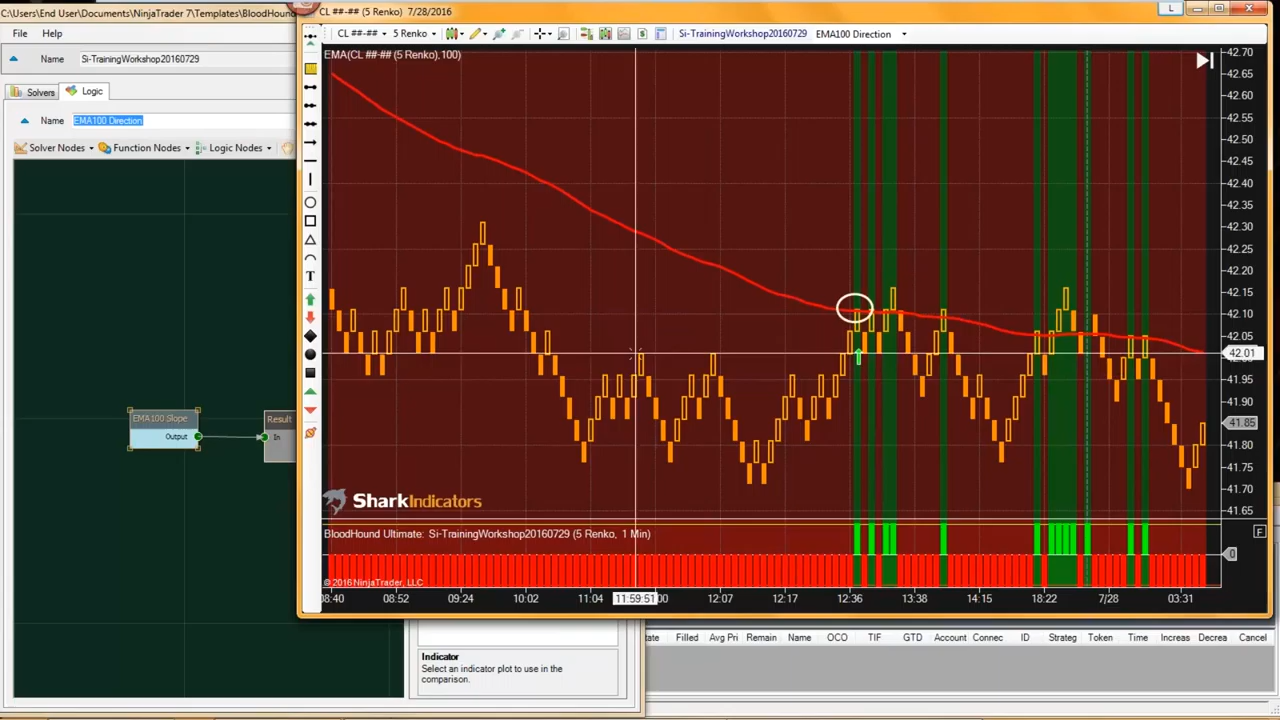 C:\Users\End User\Documents\NinjaTrader 7\Templates\BloodHound
CL ##-## (5 Renko) 7/28/2016
L
File Help
CL ##-## 5 Renko Si-TrainingWorkshop20160729 EMA100 Direction
Name Si-TrainingWorkshop20160729
EMA(CL ##-## (5 Renko),100)
Solvers Logic
Name EMA100 Direction
Solver Nodes Function Nodes Logic Nodes
T
42.70
42.65
42.60
42.55
42.50
42.45
42.40
42.35
42.30
42.25
42.20
42.15
42.10
42.05
42.01
41.95
41.90
41.85
41.80
41.75
41.70
41.65
EMA100 Slope
Output
Result
In
SharkIndicators
BloodHound Ultimate: Si-TrainingWorkshop20160729 (5 Renko, 1 Min)
F
0
© 2016 NinjaTrader, LLC
08:40 08:52 09:24 10:02 11:04 11:59:51 00 12:07 12:17 12:36 13:38 14:15 18:22 7/28 03:31
tate Filled Avg Pri Remain Name OCO TIF GTD Account Connec ID Strateg Token Time Increas Decrea Cancel
Indicator
Select an indicator plot to use in the
comparison.